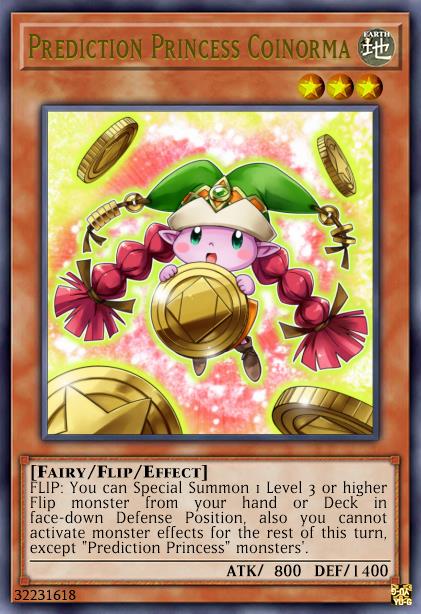 PREDICTION PRINCESS COINORMA
EARTH
地
[FAIRY/FLIP/EFFECT]
FLIP: You can Special Summon 1 Level 3 or higher
Flip monster from your hand or Deck in
face-down Defense Position, also you cannot
activate monster effects for the rest of this turn,
except "Prediction Princess" monsters'.
ATK/ 800 DEF/1400
32231618